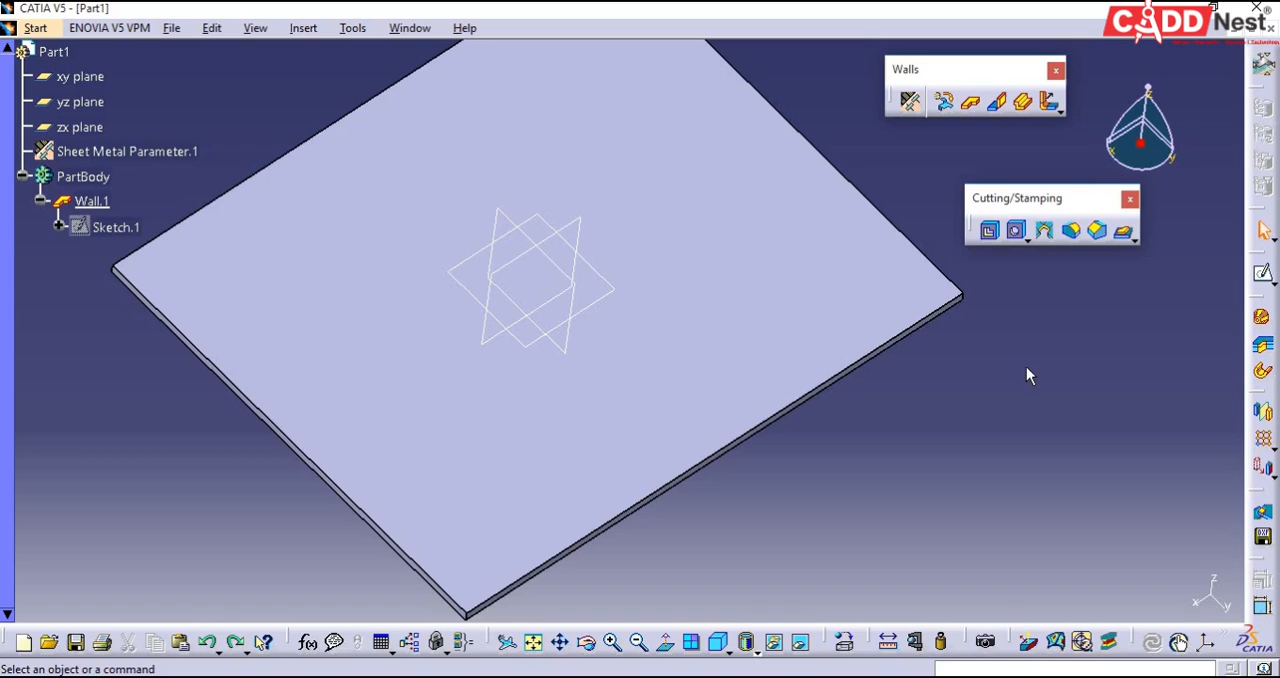 CATIA V5 - [Part1]
CADD Nest®
Start ENOVIA V5 VPM File Edit View Insert Tools Window Help
Part1
xy plane
yz plane
zx plane
Sheet Metal Parameter.1
PartBody
Wall.1
Sketch.1
Walls
x
z
x
y
Cutting/Stamping
x
z
x
y
f(x)
DXF
CATIA
Select an object or a command